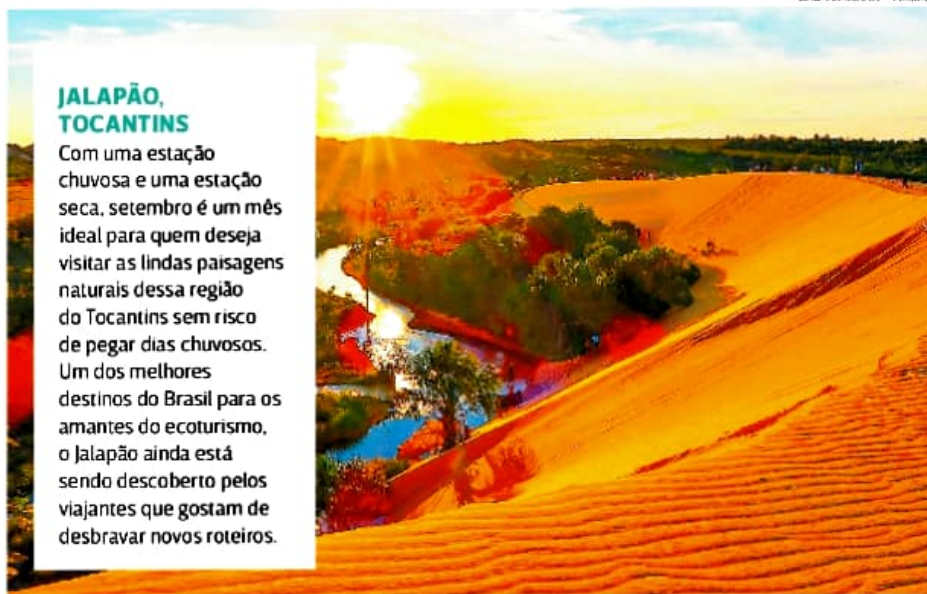 JALAPÃO,
TOCANTINS
Com uma estação
chuvosa e uma estação
seca, setembro é um mês
ideal para quem deseja
visitar as lindas paisagens
naturais dessa região
do Tocantins sem risco
de pegar dias chuvosos.
Um dos melhores
destinos do Brasil para os
amantes do ecoturismo,
o Jalapão ainda está
sendo descoberto pelos
viajantes que gostam de
desbravar novos roteiros.